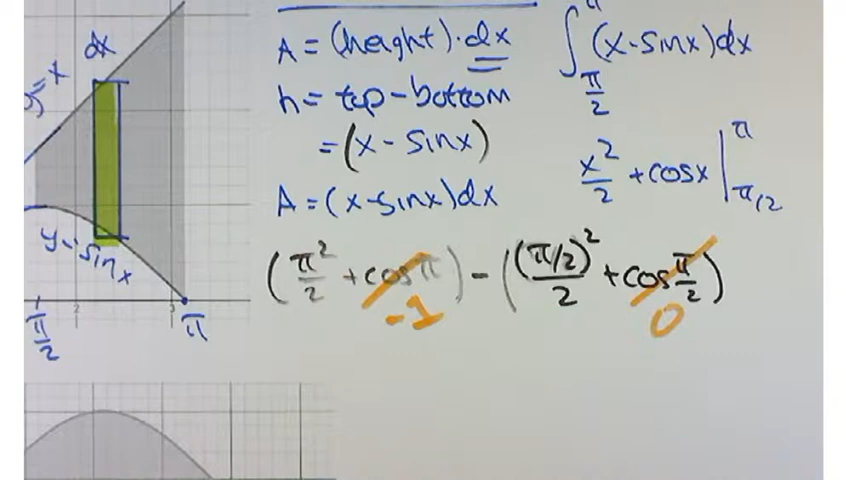 dx
y=x
y=sinx
π/2
2
3
π
A = (height)·dx
h = top - bottom
= (x - sinx)
A = (x-sinx)dx
∫_{π/2}^{π} (x-sinx)dx
x²/2 + cosx |_{π/2}^{π}
(π²/2 + cosπ) - ((π/2)²/2 + cos π/2)
-1
0